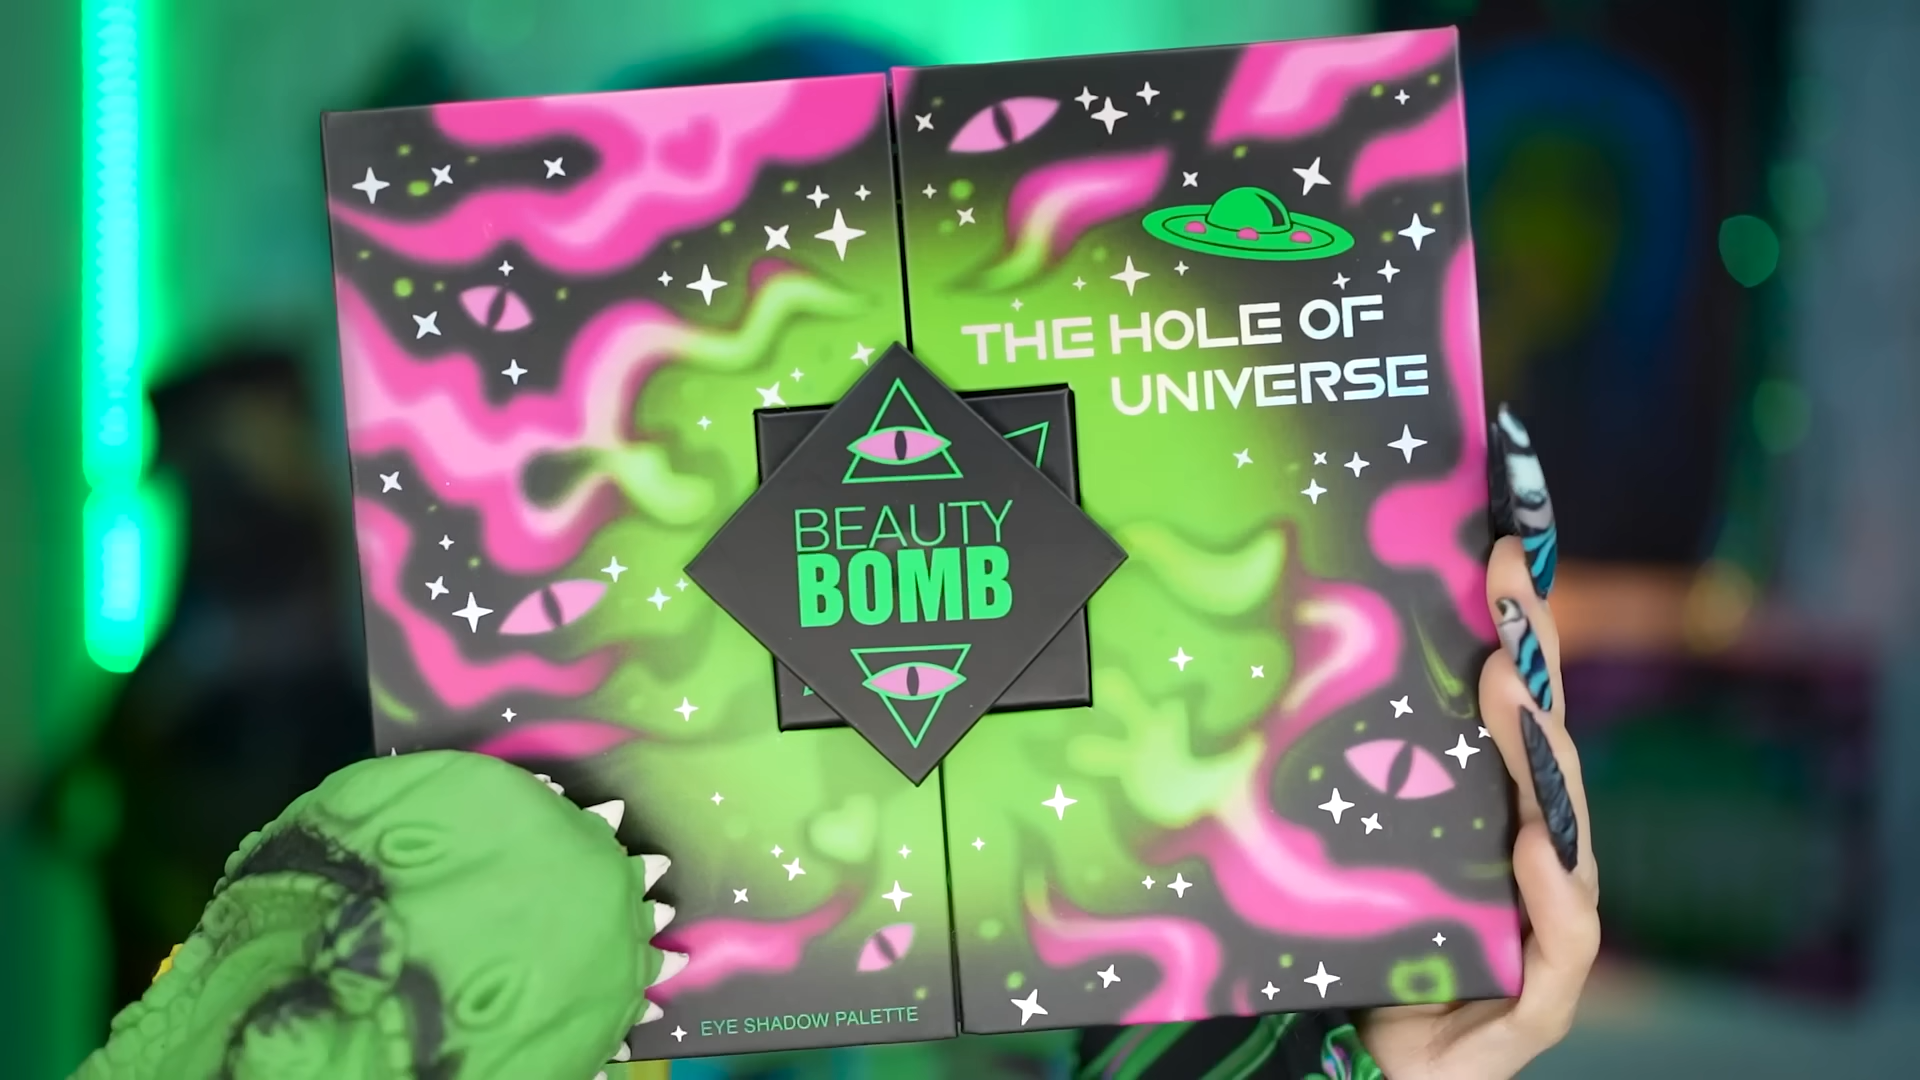 THE HOLE OF
UNIVERSE
BEAUTY
BOMB
EYE SHADOW PALETTE